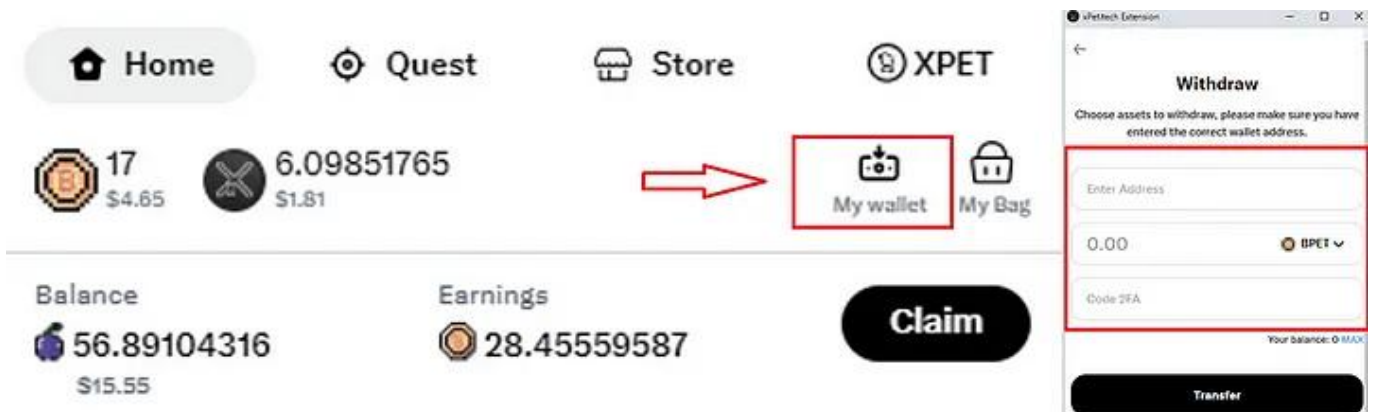 Home Quest Store XPET
17 6.09851765
$4.65 $1.81
My wallet My Bag
Balance Earnings
56.89104316 28.45559587 Claim
$15.55
xPet.tech Extension
Withdraw
Choose assets to withdraw, please make sure you have
entered the correct wallet address.
Enter Address
0.00 BPET
Code 2FA
Your balance: 0 MAX
Transfer